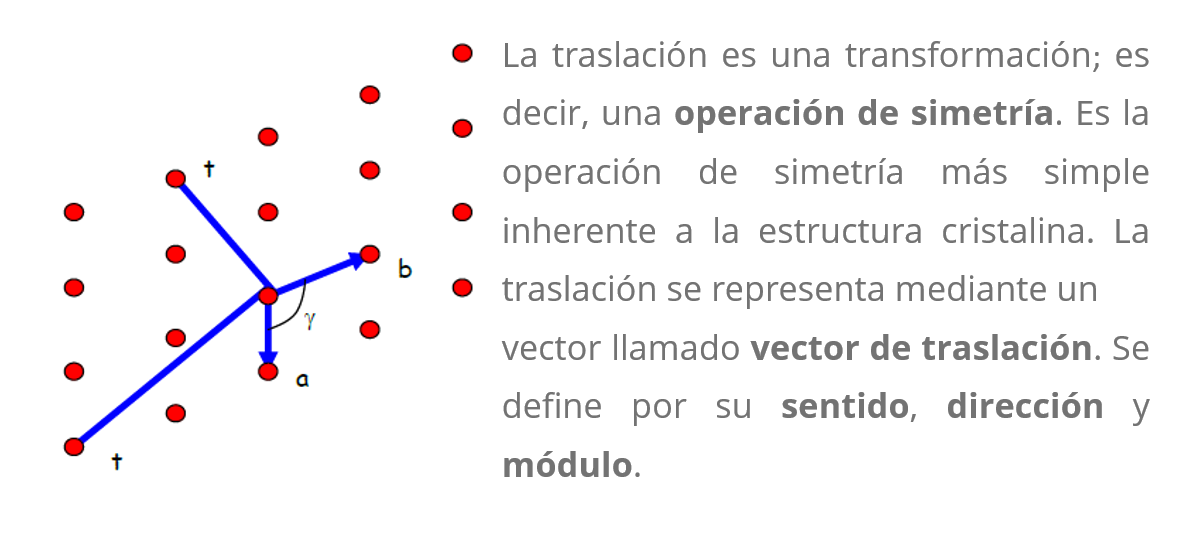 t
b
γ
a
t
La traslación es una transformación; es
decir, una operación de simetría. Es la
operación de simetría más simple
inherente a la estructura cristalina. La
traslación se representa mediante un
vector llamado vector de traslación. Se
define por su sentido, dirección y
módulo.